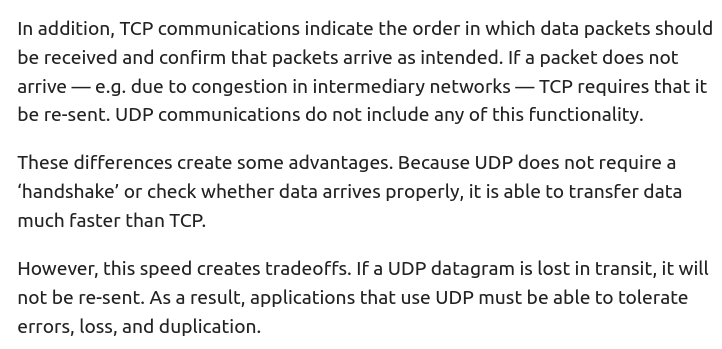 In addition, TCP communications indicate the order in which data packets should
be received and confirm that packets arrive as intended. If a packet does not
arrive — e.g. due to congestion in intermediary networks — TCP requires that it
be re-sent. UDP communications do not include any of this functionality.
These differences create some advantages. Because UDP does not require a
‘handshake’ or check whether data arrives properly, it is able to transfer data
much faster than TCP.
However, this speed creates tradeoffs. If a UDP datagram is lost in transit, it will
not be re-sent. As a result, applications that use UDP must be able to tolerate
errors, loss, and duplication.